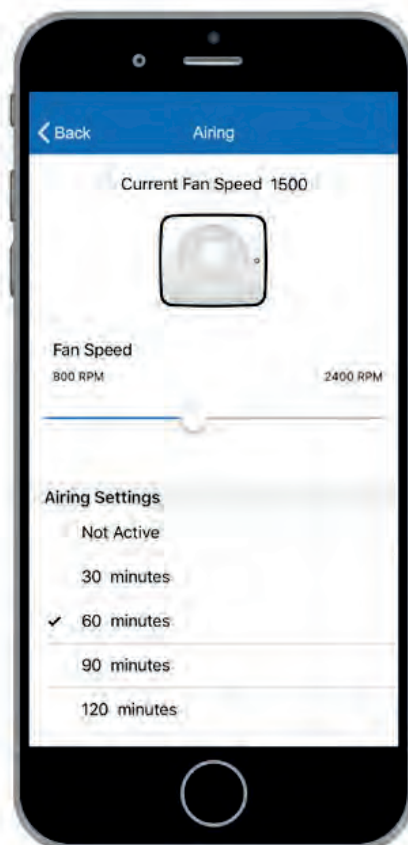 Back Airing
Current Fan Speed 1500
Fan Speed
800 RPM 2400 RPM
Airing Settings
Not Active
30 minutes
60 minutes
90 minutes
120 minutes